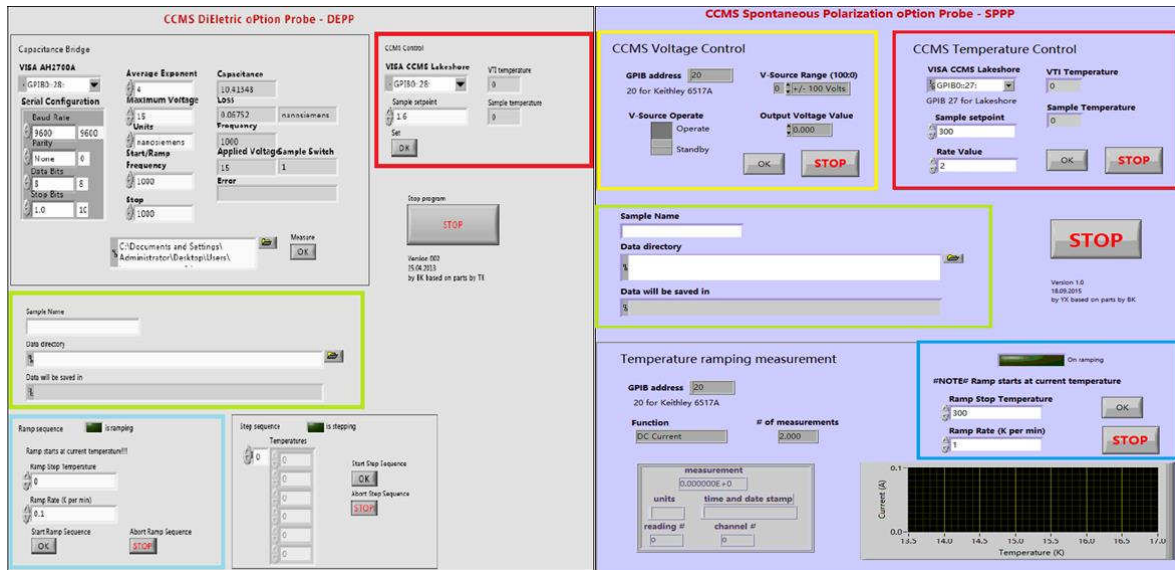 CCMS DiEletric oPtion Probe - DEPP
Capacitance Bridge
VISA AH2700A
GPIB0::28:
Serial Configuration
Baud Rate
9600 9600
Parity
None 0
Data Bits
8 8
Stop Bits
1.0 10
Average Exponent
4
Maximum Voltage
15
Units
nanosiemens
Start/Ramp
Frequency
1000
Stop
1000
Capacitance
10.41548
Loss
0.06752 nanosiemens
Frequency
1000
Applied Voltage Sample Switch
15 1
Error
C:\Documents and Settings\
Administrator\Desktop\Users\
Measure
OK
CCMS Control
VISA CCMS Lakeshore
GPIB0::28:
Sample setpoint
1.6
Set
OK
VTI temperature
0
Sample temperature
0
Stop program
STOP
Version 002
15.04.2013
by BK based on parts by TX
Sample Name
Data directory
Data will be saved in
Ramp sequence is ramping
Ramp starts at current temperature!!!!
Ramp Stop Temperature
0
Ramp Rate (K per min)
0.1
Start Ramp Sequence Abort Ramp Sequence
OK STOP
Step sequence is stepping
Temperatures
0 0
0
0
0
0
0
0
Start Step Sequence
OK
Abort Step Sequence
STOP
CCMS Spontaneous Polarization oPtion Probe - SPPP
CCMS Voltage Control
GPIB address 20
20 for Keithley 6517A
V-Source Range (100:0)
0 +/- 100 Volts
V-Source Operate
Operate
Standby
Output Voltage Value
0.000
OK STOP
CCMS Temperature Control
VISA CCMS Lakeshore
GPIB0::27:
GPIB 27 for Lakeshore
Sample setpoint
300
Rate Value
2
VTI Temperature
0
Sample Temperature
0
OK STOP
Sample Name
Data directory
Data will be saved in
STOP
Version 1.0
18.09.2015
by YX based on parts by BK
Temperature ramping measurement
GPIB address 20
20 for Keithley 6517A
Function # of measurements
DC Current 2.000
measurement
0.000000E+0
units time and date stamp
reading # channel #
0 0
On ramping
#NOTE# Ramp starts at current temperature
Ramp Stop Temperature
300
OK
Ramp Rate (K per min)
1
STOP
Current (A)
0.1
0.0
13.5 14.0 14.5 15.0 15.5 16.0 16.5 17.0
Temperature (K)